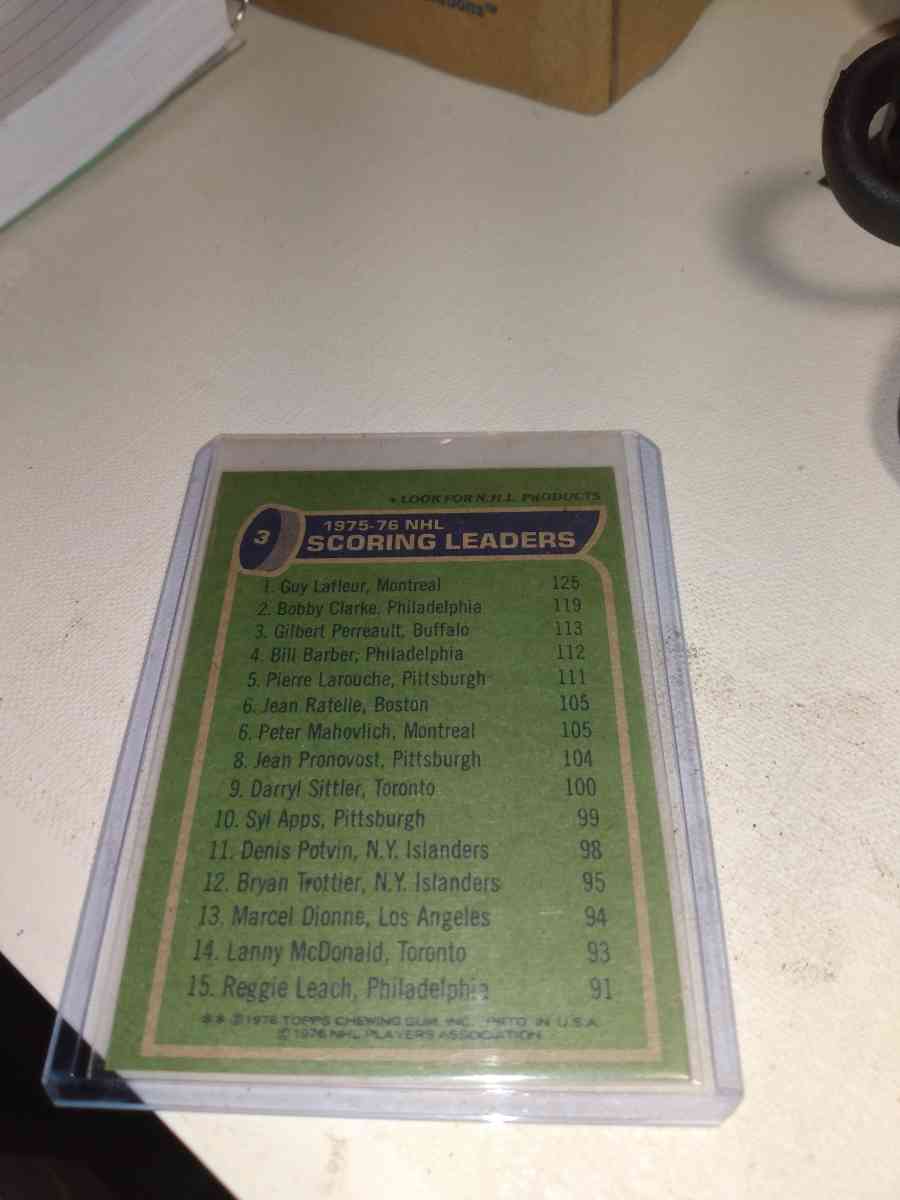 LOOK FOR N.H.L. PRODUCTS
3
1975-76 NHL
SCORING LEADERS
1. Guy Lafleur, Montreal 125
2. Bobby Clarke, Philadelphia 119
3. Gilbert Perreault, Buffalo 113
4. Bill Barber, Philadelphia 112
5. Pierre Larouche, Pittsburgh 111
6. Jean Ratelle, Boston 105
6. Peter Mahovlich, Montreal 105
8. Jean Pronovost, Pittsburgh 104
9. Darryl Sittler, Toronto 100
10. Syl Apps, Pittsburgh 99
11. Denis Potvin, N.Y. Islanders 98
12. Bryan Trottier, N.Y. Islanders 95
13. Marcel Dionne, Los Angeles 94
14. Lanny McDonald, Toronto 93
15. Reggie Leach, Philadelphia 91
** ©1976 TOPPS CHEWING GUM, INC. PRTD. IN U.S.A.
© 1976 NHL PLAYERS ASSOCIATION